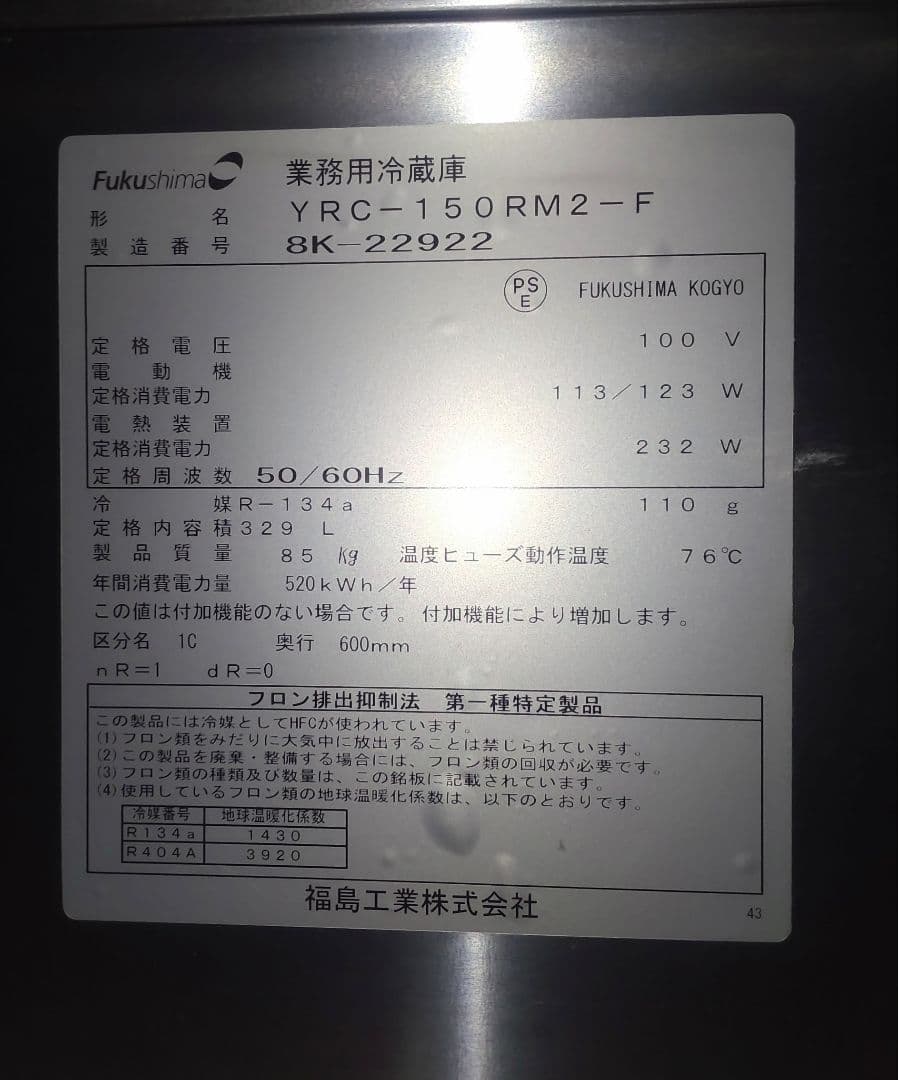 Fukushima 業務用冷蔵庫
形名 YRC-150RM2-F
製造番号 8K-22922
PSE FUKUSHIMA KOGYO
定格電圧 100 V
電動機
定格消費電力 113/123 W
電熱装置
定格消費電力 232 W
定格周波数 50/60Hz
冷媒 R-134a 110 g
定格内容積 329 L
製品質量 85 kg 温度ヒューズ動作温度 76℃
年間消費電力量 520kWh/年
この値は付加機能のない場合です。付加機能により増加します。
区分名 1C 奥行 600mm
nR=1 dR=0
フロン排出抑制法 第一種特定製品
この製品には冷媒としてHFCが使われています。
(1)フロン類をみだりに大気中に放出することは禁じられています。
(2)この製品を廃棄・整備する場合には、フロン類の回収が必要です。
(3)フロン類の種類及び数量は、この銘板に記載されています。
(4)使用しているフロン類の地球温暖化係数は、以下のとおりです。
冷媒番号 地球温暖化係数
R134a 1430
R404A 3920
福島工業株式会社
43